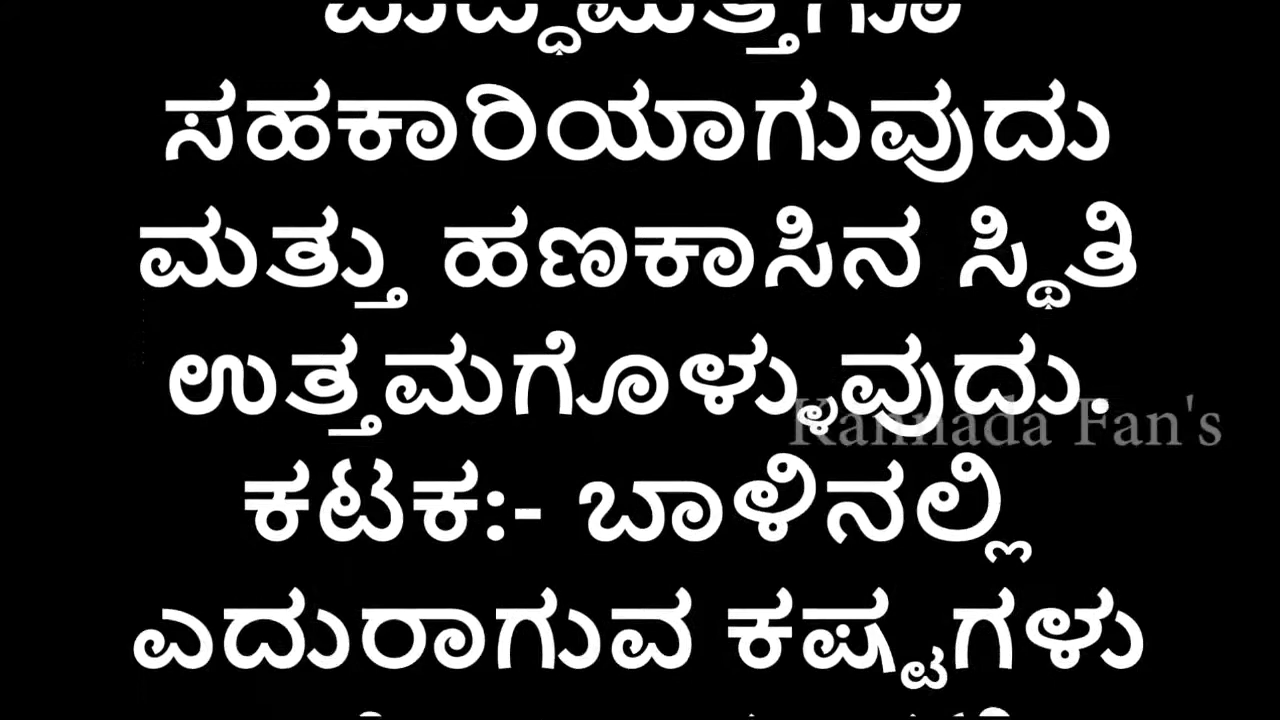 ಸಹಕಾರಿಯಾಗುವುದು
ಮತ್ತು ಹಣಕಾಸಿನ ಸ್ಥಿತಿ
ಉತ್ತಮಗೊಳ್ಳುವುದು.
Kannada Fan's
ಕಟಕ:- ಬಾಳಿನಲ್ಲಿ
ಎದುರಾಗುವ ಕಷ್ಟಗಳು